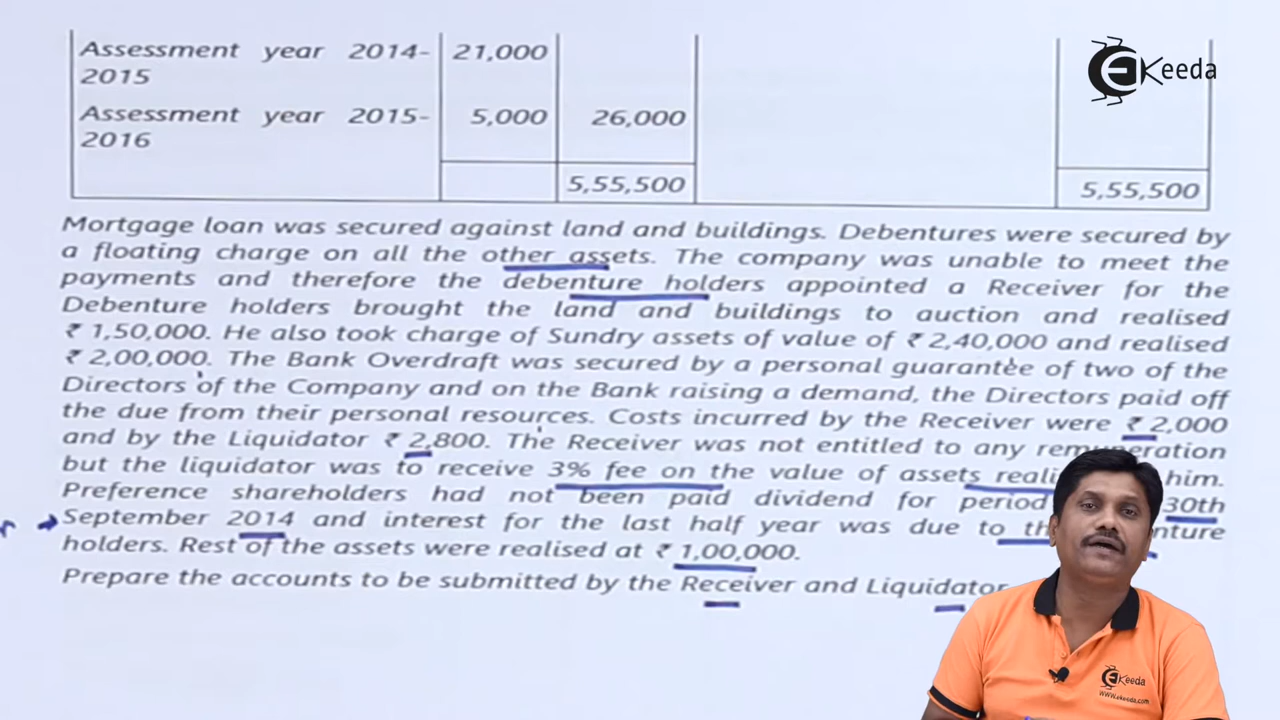 Assessment year 2014- 21,000
2015
Assessment year 2015- 5,000 26,000
2016
5,55,500 5,55,500
Keeda
Mortgage loan was secured against land and buildings. Debentures were secured by
a floating charge on all the other assets. The company was unable to meet the
payments and therefore the debenture holders appointed a Receiver for the
Debenture holders brought the land and buildings to auction and realised
₹ 1,50,000. He also took charge of Sundry assets of value of ₹ 2,40,000 and realised
₹ 2,00,000. The Bank Overdraft was secured by a personal guarantee of two of the
Directors of the Company and on the Bank raising a demand, the Directors paid off
the due from their personal resources. Costs incurred by the Receiver were ₹ 2,000
and by the Liquidator ₹ 2,800. The Receiver was not entitled to any remuneration
but the liquidator was to receive 3% fee on the value of assets reali him.
Preference shareholders had not been paid dividend for period 30th
September 2014 and interest for the last half year was due to th nture
holders. Rest of the assets were realised at ₹ 1,00,000.
Prepare the accounts to be submitted by the Receiver and Liquidator
Keeda
www.ekeeda.com